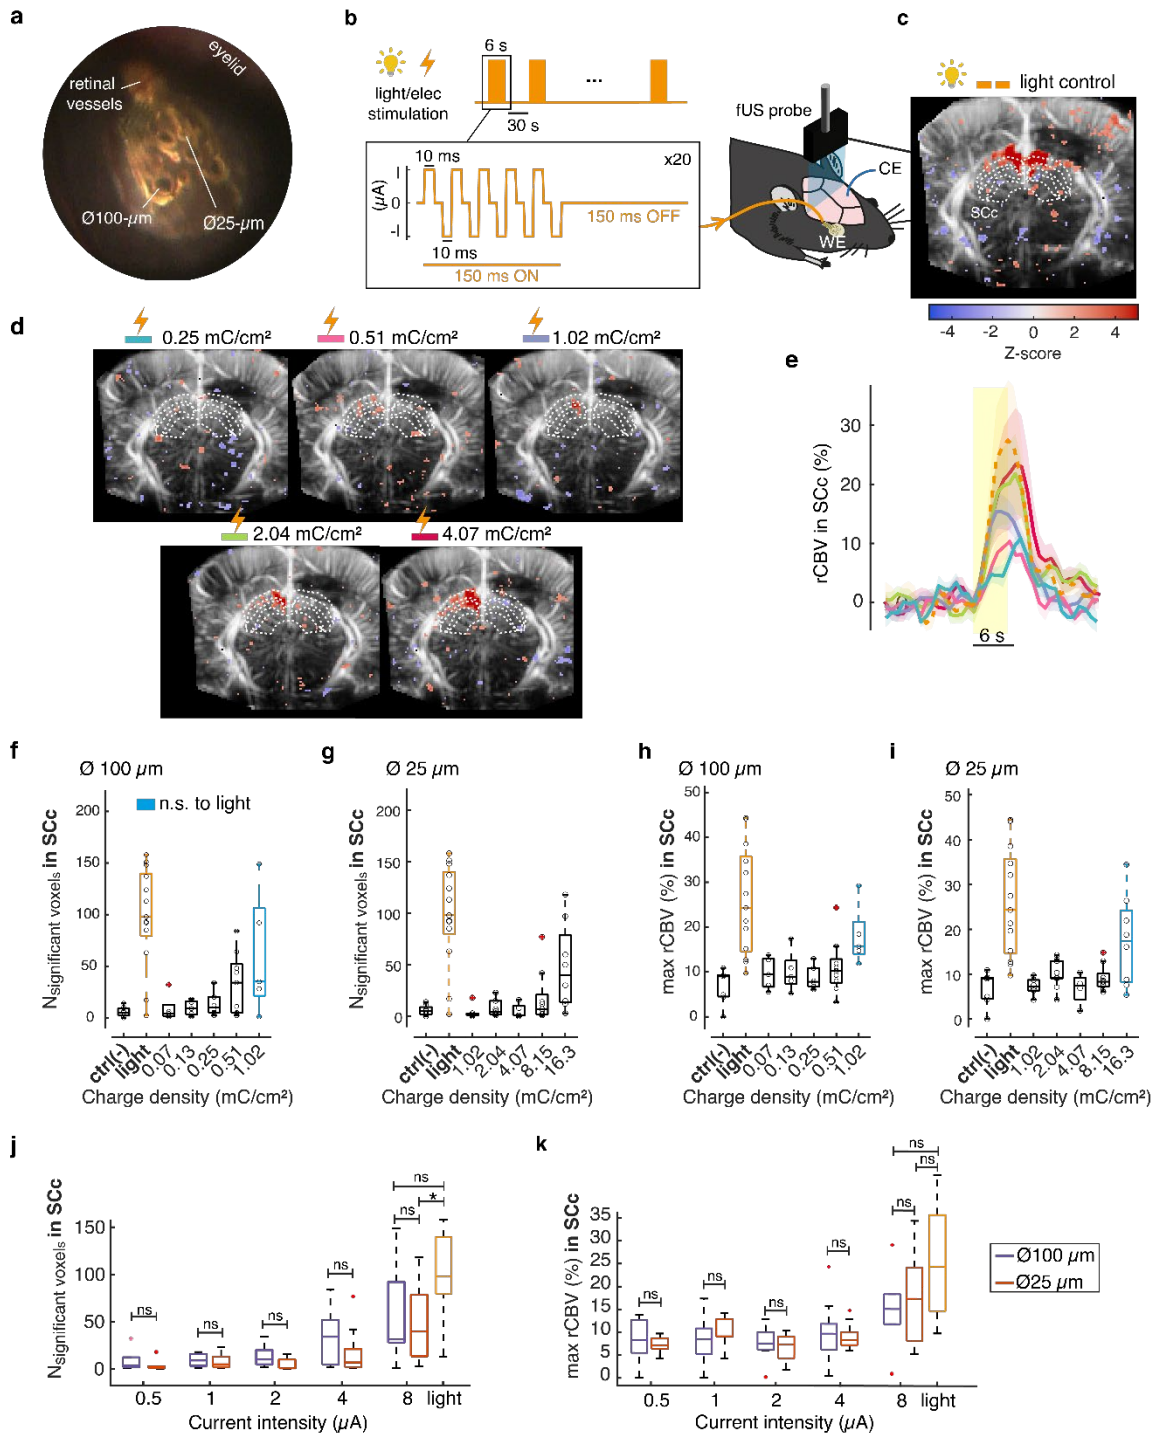 a
eyelid
retinal
vessels
Ø100-µm
Ø25-µm
b
6 s
light/elec
stimulation
...
30 s
10 ms
x20
(µA)
1
0
-1
150 ms OFF
10 ms
150 ms ON
fUS probe
CE
WE
c
light control
SCc
-4 -2 0 2 4
Z-score
d
0.25 mC/cm²
0.51 mC/cm²
1.02 mC/cm²
2.04 mC/cm²
4.07 mC/cm²
e
rCBV in SCc (%)
30
20
10
0
6 s
f
Ø 100 µm
n.s. to light
Nsignificant voxels in SCc
200
150
100
50
0
ctrl(-) light 0.07 0.13 0.25 0.51 1.02
Charge density (mC/cm²)
g
Ø 25 µm
Nsignificant voxels in SCc
200
150
100
50
0
ctrl(-) light 1.02 2.04 4.07 8.15 16.3
Charge density (mC/cm²)
h
Ø 100 µm
max rCBV (%) in SCc
50
40
30
20
10
0
ctrl(-) light 0.07 0.13 0.25 0.51 1.02
Charge density (mC/cm²)
i
Ø 25 µm
max rCBV (%) in SCc
50
40
30
20
10
0
ctrl(-) light 1.02 2.04 4.07 8.15 16.3
Charge density (mC/cm²)
j
Nsignificant voxels in SCc
150
100
50
0
ns
ns
ns
ns
ns
*
ns
0.5 1 2 4 8 light
Current intensity (µA)
k
max rCBV (%) in SCc
35
30
25
20
15
10
5
0
ns
ns
ns
ns
ns
ns
ns
0.5 1 2 4 8 light
Current intensity (µA)
Ø100 µm
Ø25 µm